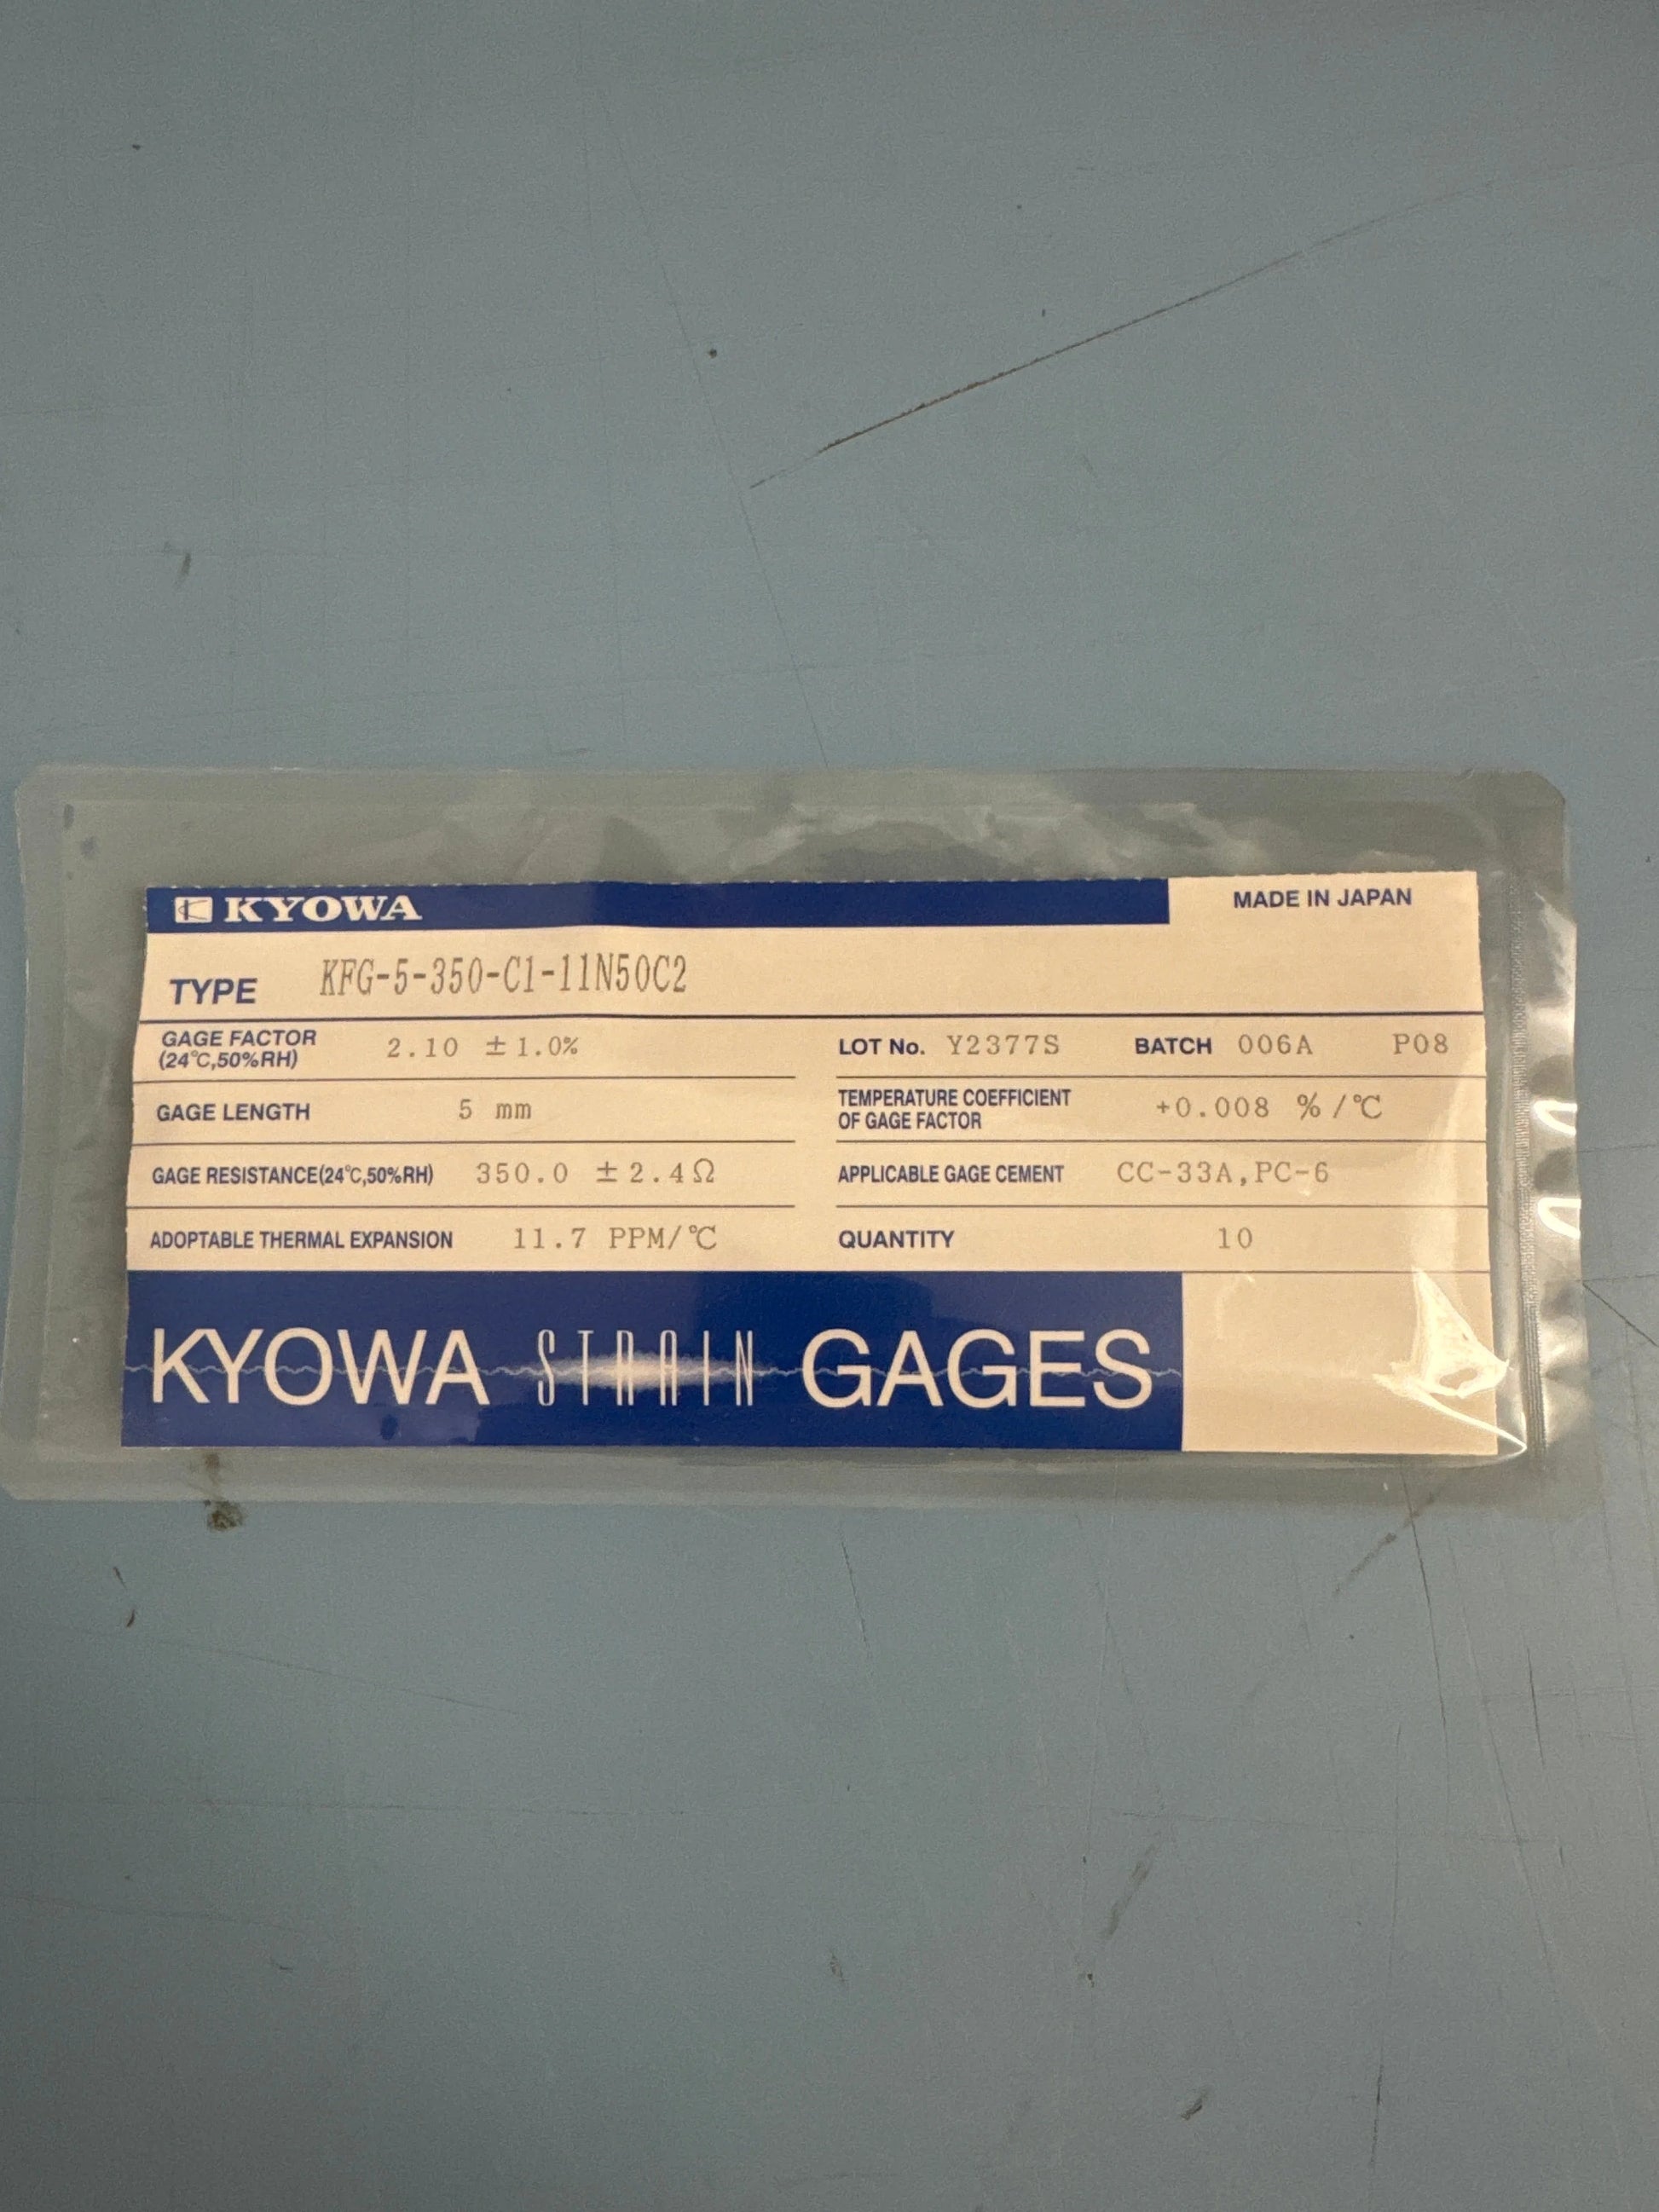 KYOWA
MADE IN JAPAN
TYPE KFG-5-350-C1-11N50C2
GAGE FACTOR
(24℃,50%RH) 2.10 ±1.0%
LOT No. Y2377S BATCH 006A P08
GAGE LENGTH 5 mm
TEMPERATURE COEFFICIENT
OF GAGE FACTOR +0.008 %/℃
GAGE RESISTANCE(24℃,50%RH) 350.0 ±2.4Ω
APPLICABLE GAGE CEMENT CC-33A,PC-6
ADOPTABLE THERMAL EXPANSION 11.7 PPM/℃
QUANTITY 10
KYOWA STRAIN GAGES